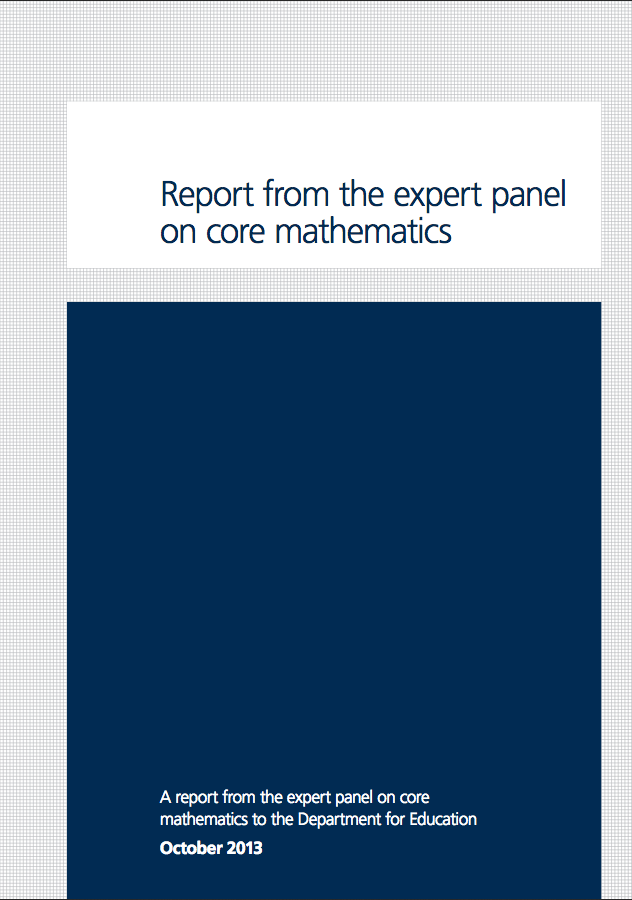 Report from the expert panel
on core mathematics
A report from the expert panel on core
mathematics to the Department for Education
October 2013